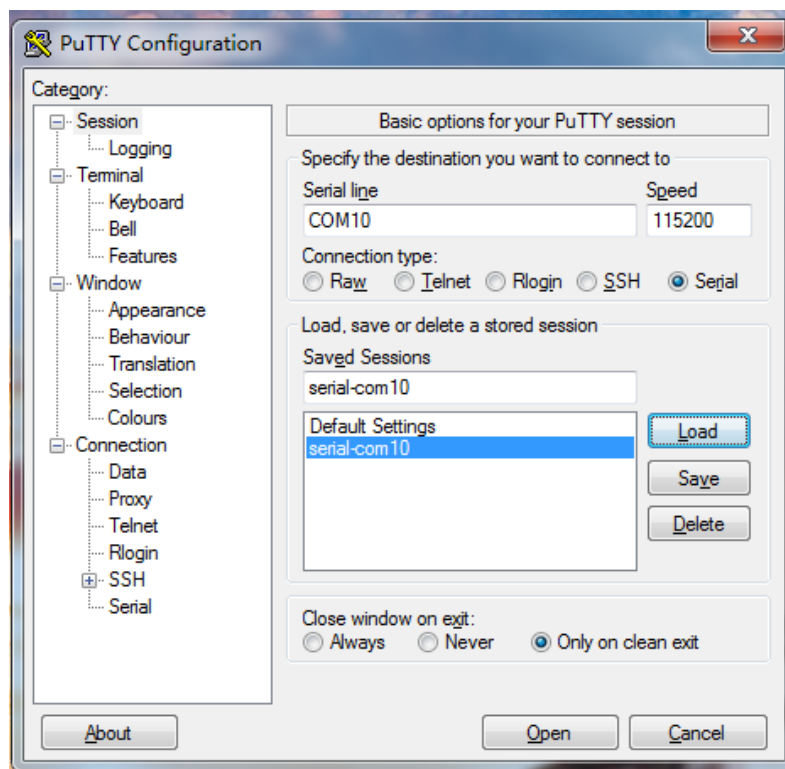 PuTTY Configuration
Category:
Session
Logging
Terminal
Keyboard
Bell
Features
Window
Appearance
Behaviour
Translation
Selection
Colours
Connection
Data
Proxy
Telnet
Rlogin
SSH
Serial
Basic options for your PuTTY session
Specify the destination you want to connect to
Serial line Speed
COM10 115200
Connection type:
Raw Telnet Rlogin SSH Serial
Load, save or delete a stored session
Saved Sessions
serial-com10
Default Settings
serial-com10
Load
Save
Delete
Close window on exit:
Always Never Only on clean exit
About Open Cancel